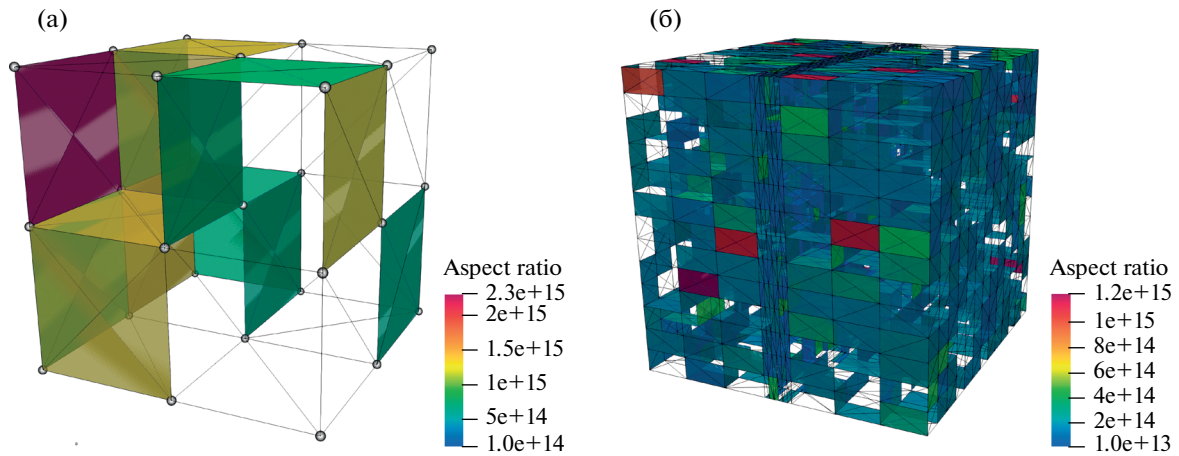 (а)
(б)
Aspect ratio
2.3e+15
2e+15
1.5e+15
1e+15
5e+14
1.0e+14
Aspect ratio
1.2e+15
1e+15
8e+14
6e+14
4e+14
2e+14
1.0e+13